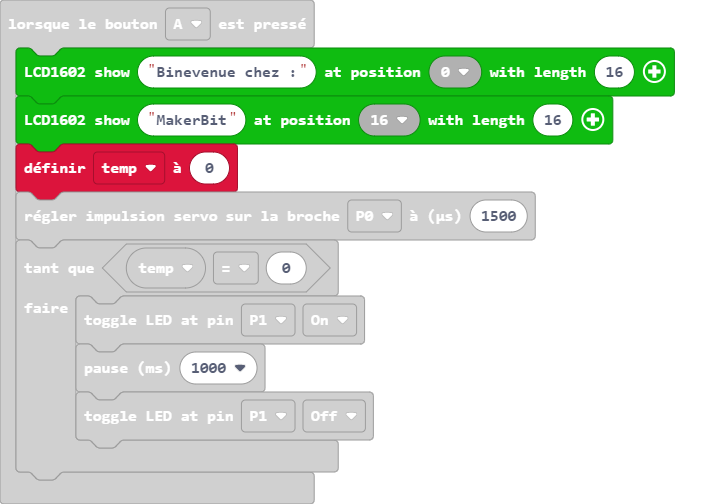 lorsque le bouton A est pressé
LCD1602 show "Binevenue chez :" at position 0 with length 16
LCD1602 show "MakerBit" at position 16 with length 16
définir temp à 0
régler impulsion servo sur la broche P0 à (µs) 1500
tant que temp = 0
faire
toggle LED at pin P1 On
pause (ms) 1000
toggle LED at pin P1 Off